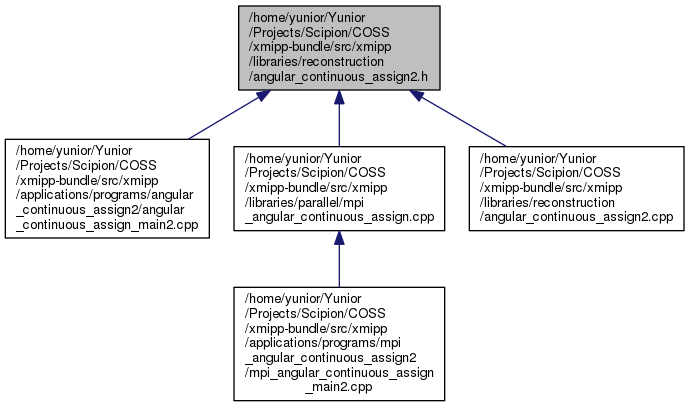 /home/yunior/Yunior
/Projects/Scipion/COSS
/xmipp-bundle/src/xmipp
/libraries/reconstruction
/angular_continuous_assign2.h
/home/yunior/Yunior
/Projects/Scipion/COSS
/xmipp-bundle/src/xmipp
/applications/programs/angular
_continuous_assign2/angular
_continuous_assign_main2.cpp
/home/yunior/Yunior
/Projects/Scipion/COSS
/xmipp-bundle/src/xmipp
/libraries/parallel/mpi
_angular_continuous_assign.cpp
/home/yunior/Yunior
/Projects/Scipion/COSS
/xmipp-bundle/src/xmipp
/libraries/reconstruction
/angular_continuous_assign2.cpp
/home/yunior/Yunior
/Projects/Scipion/COSS
/xmipp-bundle/src/xmipp
/applications/programs/mpi
_angular_continuous_assign2
/mpi_angular_continuous_assign
_main2.cpp